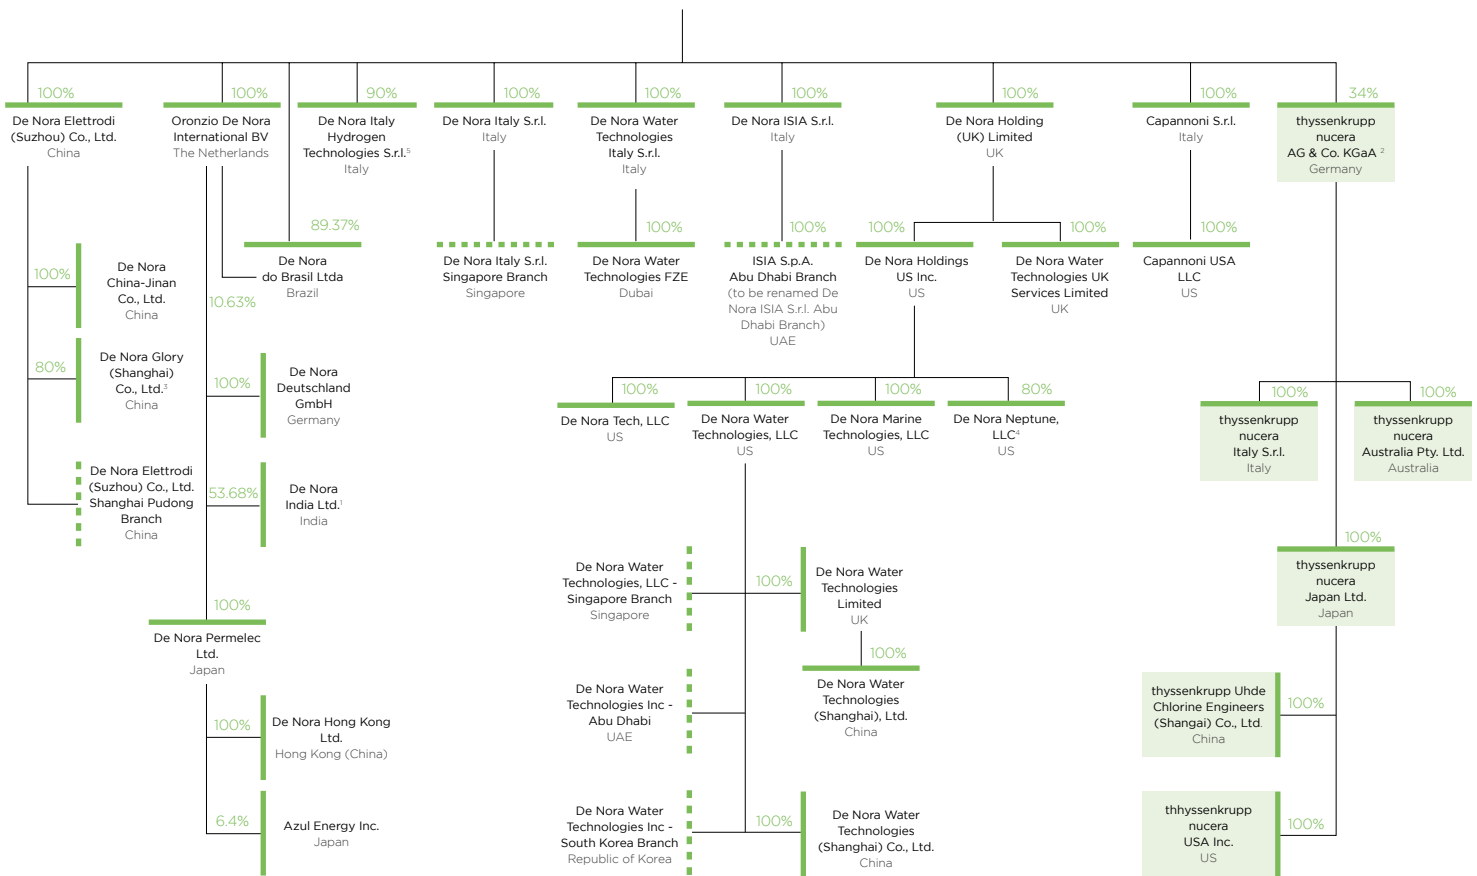 100%
De Nora Elettrodi
(Suzhou) Co., Ltd.
China
100%
Oronzio De Nora
International BV
The Netherlands
90%
De Nora Italy
Hydrogen
Technologies S.r.l.⁵
Italy
100%
De Nora Italy S.r.l.
Italy
100%
De Nora Water
Technologies
Italy S.r.l.
Italy
100%
De Nora ISIA S.r.l.
Italy
100%
De Nora Holding
(UK) Limited
UK
100%
Capannoni S.r.l.
Italy
34%
thyssenkrupp
nucera
AG & Co. KGaA ²
Germany
100%
De Nora
China-Jinan
Co., Ltd.
China
80%
De Nora Glory
(Shanghai)
Co., Ltd.³
China
De Nora Elettrodi
(Suzhou) Co., Ltd.
Shanghai Pudong
Branch
China
89.37%
De Nora
do Brasil Ltda
Brazil
10.63%
100%
De Nora
Deutschland
GmbH
Germany
53.68%
De Nora
India Ltd.¹
India
100%
De Nora Permelec
Ltd.
Japan
100%
De Nora Hong Kong
Ltd.
Hong Kong (China)
6.4%
Azul Energy Inc.
Japan
De Nora Italy S.r.l.
Singapore Branch
Singapore
100%
De Nora Water
Technologies FZE
Dubai
100%
ISIA S.p.A.
Abu Dhabi Branch
(to be renamed De
Nora ISIA S.r.l. Abu
Dhabi Branch)
UAE
100%
De Nora Holdings
US Inc.
US
100%
De Nora Water
Technologies UK
Services Limited
UK
100%
Capannoni USA
LLC
US
100%
De Nora Tech, LLC
US
100%
De Nora Water
Technologies, LLC
US
100%
De Nora Marine
Technologies, LLC
US
80%
De Nora Neptune,
LLC⁴
US
De Nora Water
Technologies, LLC -
Singapore Branch
Singapore
100%
De Nora Water
Technologies
Limited
UK
100%
De Nora Water
Technologies
(Shanghai), Ltd.
China
De Nora Water
Technologies Inc -
Abu Dhabi
UAE
De Nora Water
Technologies Inc -
South Korea Branch
Republic of Korea
100%
De Nora Water
Technologies
(Shanghai) Co., Ltd.
China
100%
thyssenkrupp
nucera
Italy S.r.l.
Italy
100%
thyssenkrupp
nucera
Australia Pty. Ltd.
Australia
100%
thyssenkrupp
nucera
Japan Ltd.
Japan
thyssenkrupp Uhde
Chlorine Engineers
(Shangai) Co., Ltd.
China
100%
thhyssenkrupp
nucera
USA Inc.
US
100%